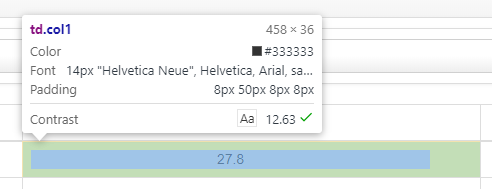 td.col1 458 × 36
Color #333333
Font 14px "Helvetica Neue", Helvetica, Arial, sa...
Padding 8px 50px 8px 8px
Contrast Aa 12.63
27.8